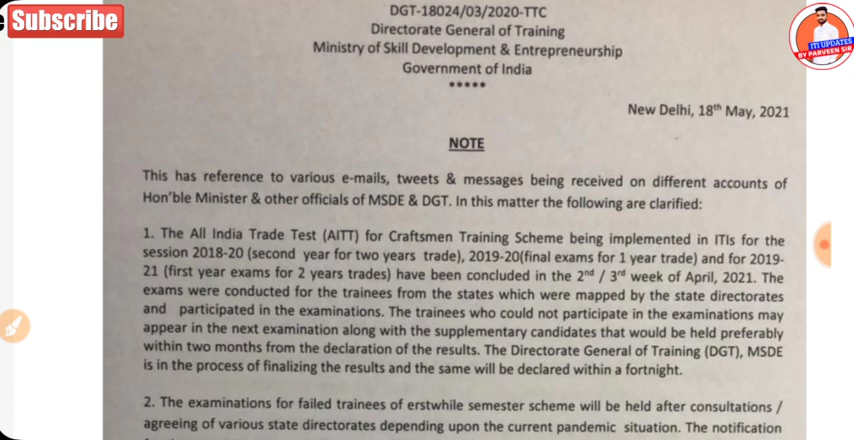 e Subscribe
ITI UPDATES
BY PARVEEN SIR
DGT-18024/03/2020-TTC
Directorate General of Training
Ministry of Skill Development & Entrepreneurship
Government of India
*****
New Delhi, 18th May, 2021
NOTE
This has reference to various e-mails, tweets & messages being received on different accounts of
Hon'ble Minister & other officials of MSDE & DGT. In this matter the following are clarified:
1. The All India Trade Test (AITT) for Craftsmen Training Scheme being implemented in ITIs for the
session 2018-20 (second year for two years trade), 2019-20(final exams for 1 year trade) and for 2019-
21 (first year exams for 2 years trades) have been concluded in the 2nd / 3rd week of April, 2021. The
exams were conducted for the trainees from the states which were mapped by the state directorates
and participated in the examinations. The trainees who could not participate in the examinations may
appear in the next examination along with the supplementary candidates that would be held preferably
within two months from the declaration of the results. The Directorate General of Training (DGT), MSDE
is in the process of finalizing the results and the same will be declared within a fortnight.
2. The examinations for failed trainees of erstwhile semester scheme will be held after consultations /
agreeing of various state directorates depending upon the current pandemic situation. The notification